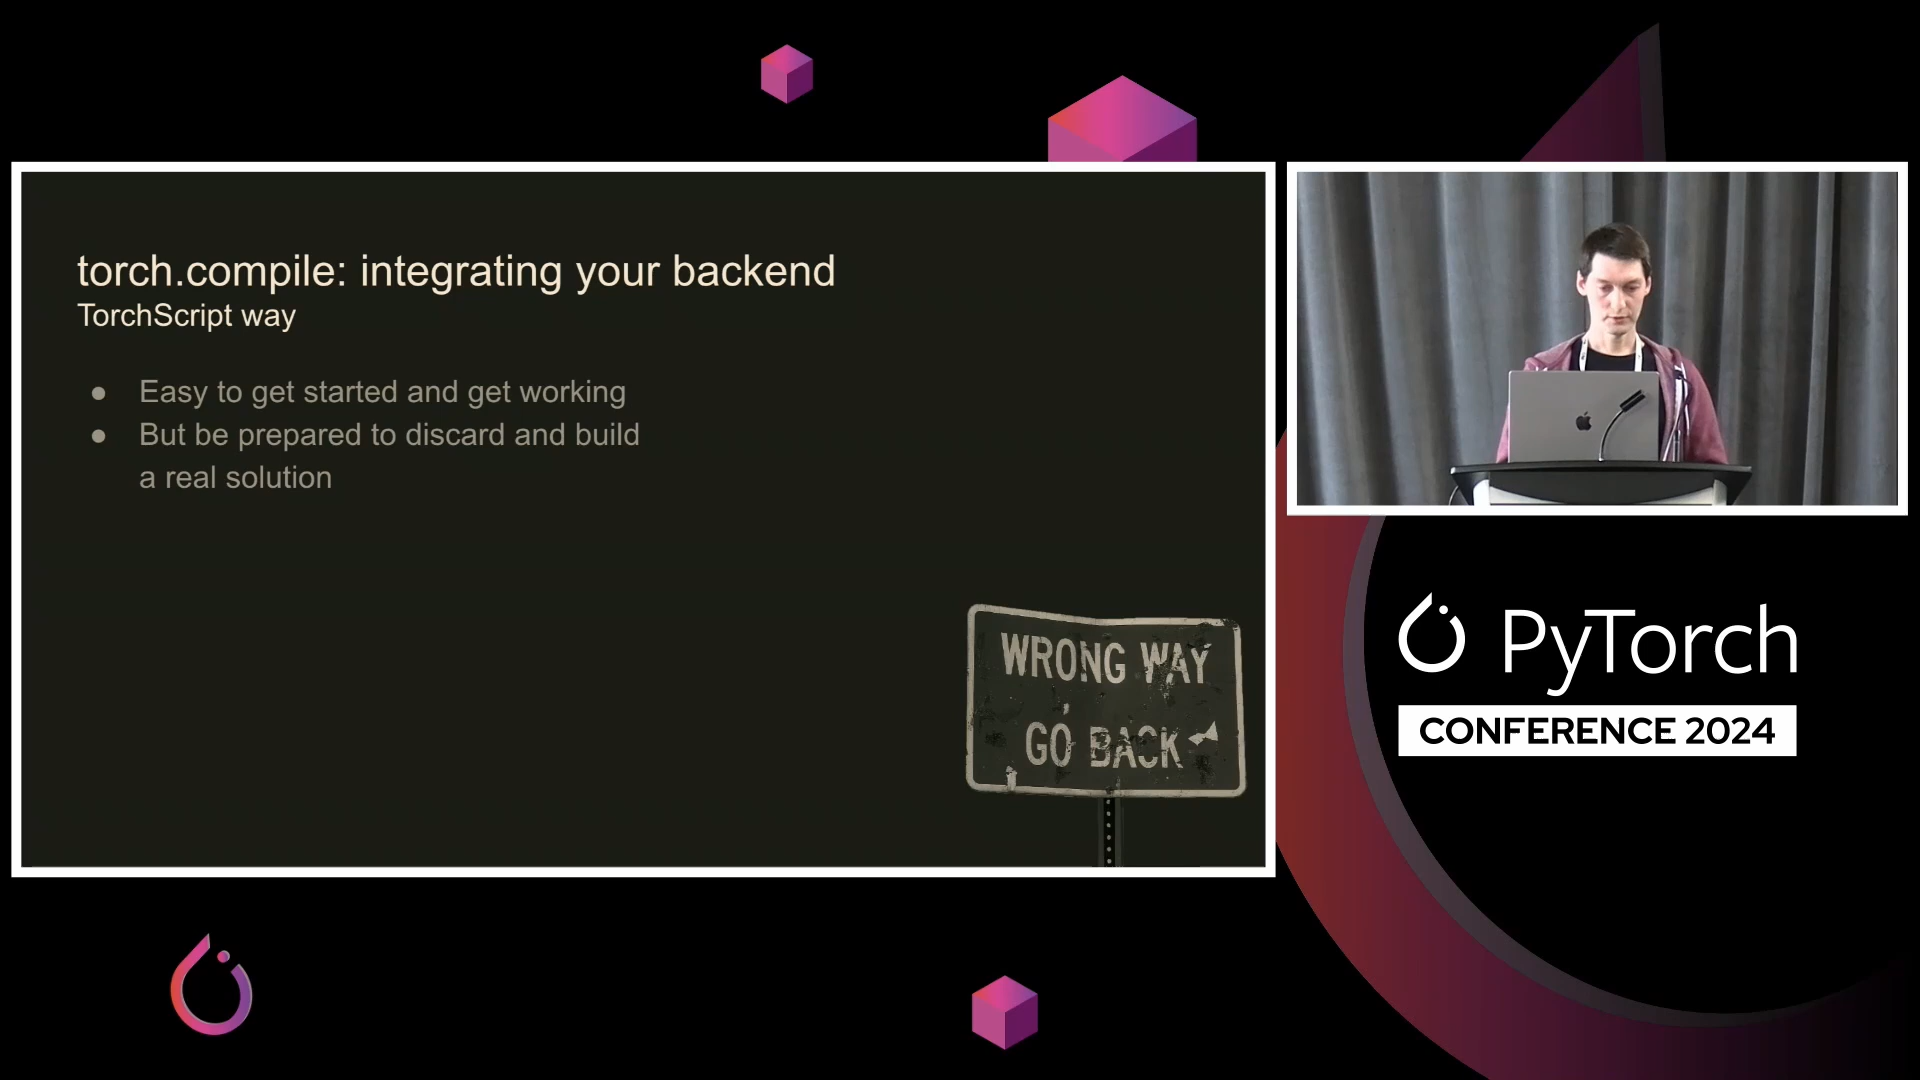 torch.compile: integrating your backend
TorchScript way
● Easy to get started and get working
● But be prepared to discard and build
a real solution
WRONG WAY
GO BACK
PyTorch
CONFERENCE 2024